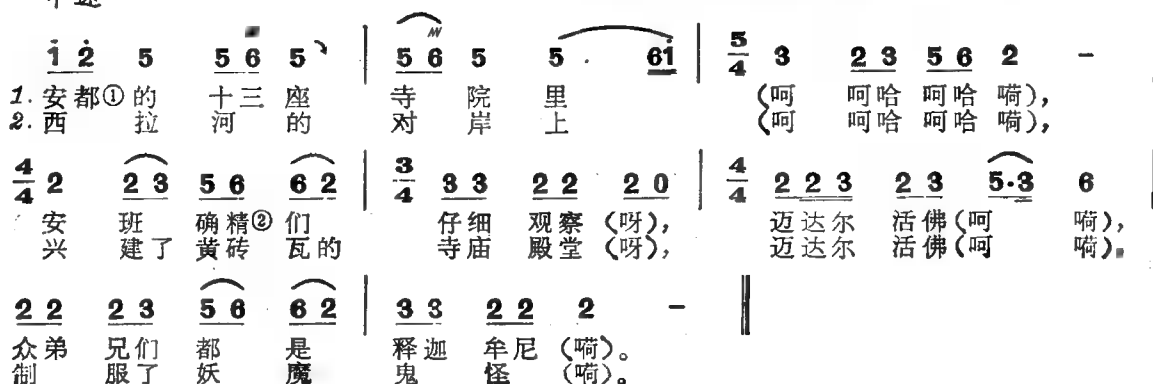 1̇ 2̇ 5 5 6 5 | 5 6 5 5 . 6 1̇ | 5/4 3 2 3 5 6 2 -
1. 安都①的 十三 座 寺 院 里 (呵 呵哈 呵哈 嗬),
2. 西 拉 河 的 对 岸 上 (呵 呵哈 呵哈 嗬),
4/4 2 2 3 5 6 6 2 | 3/4 3 3 2 2 2 0 | 4/4 2 2 3 2 3 5·3 6
安 班 确精②们 仔细 观察 (呀), 迈达尔 活佛(呵 嗬),
兴 建了 黄砖 瓦的 寺庙 殿堂 (呀), 迈达尔 活佛(呵 嗬)。
2 2 2 3 5 6 6 2 | 3 3 2 2 2 - ‖
众弟 兄们 都 是 释迦 牟尼 (嗬)。
制 服了 妖 魔 鬼 怪 (嗬)。